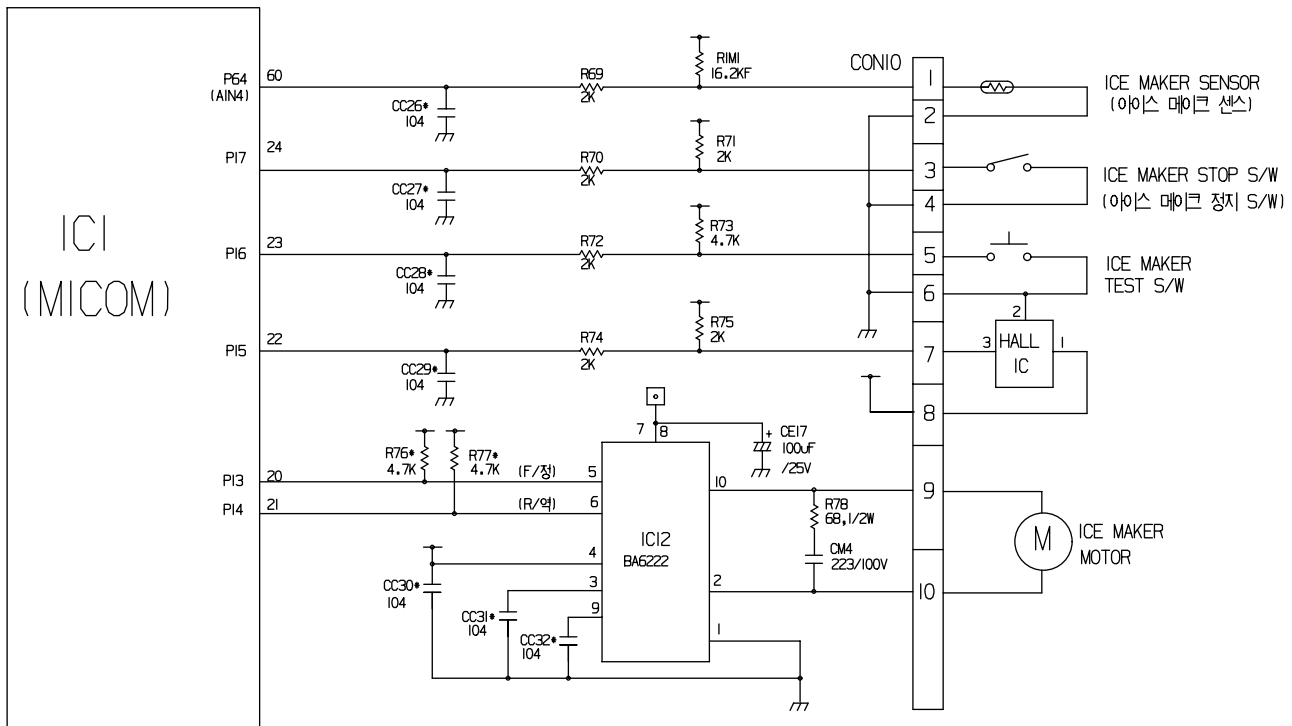 IC1
(MICOM)
P64
(AIN4)
60
CC26*
104
R69
2K
RIM1
16.2KF
CON10
1
2
ICE MAKER SENSOR
(아이스 메이크 센스)
P17
24
CC27*
104
R70
2K
R71
2K
3
4
ICE MAKER STOP S/W
(아이스 메이크 정지 S/W)
P16
23
CC28*
104
R72
2K
R73
4.7K
5
6
ICE MAKER
TEST S/W
P15
22
CC29*
104
R74
2K
R75
2K
7
8
2
3
HALL
IC
1
7
8
+
CE17
100uF
/25V
P13
20
R76*
4.7K
R77*
4.7K
(F/정)
5
P14
21
(R/역)
6
4
3
9
IC12
BA6222
10
2
1
CC30*
104
CC31*
104
CC32*
104
R78
68,1/2W
CM4
223/100V
9
10
M
ICE MAKER
MOTOR